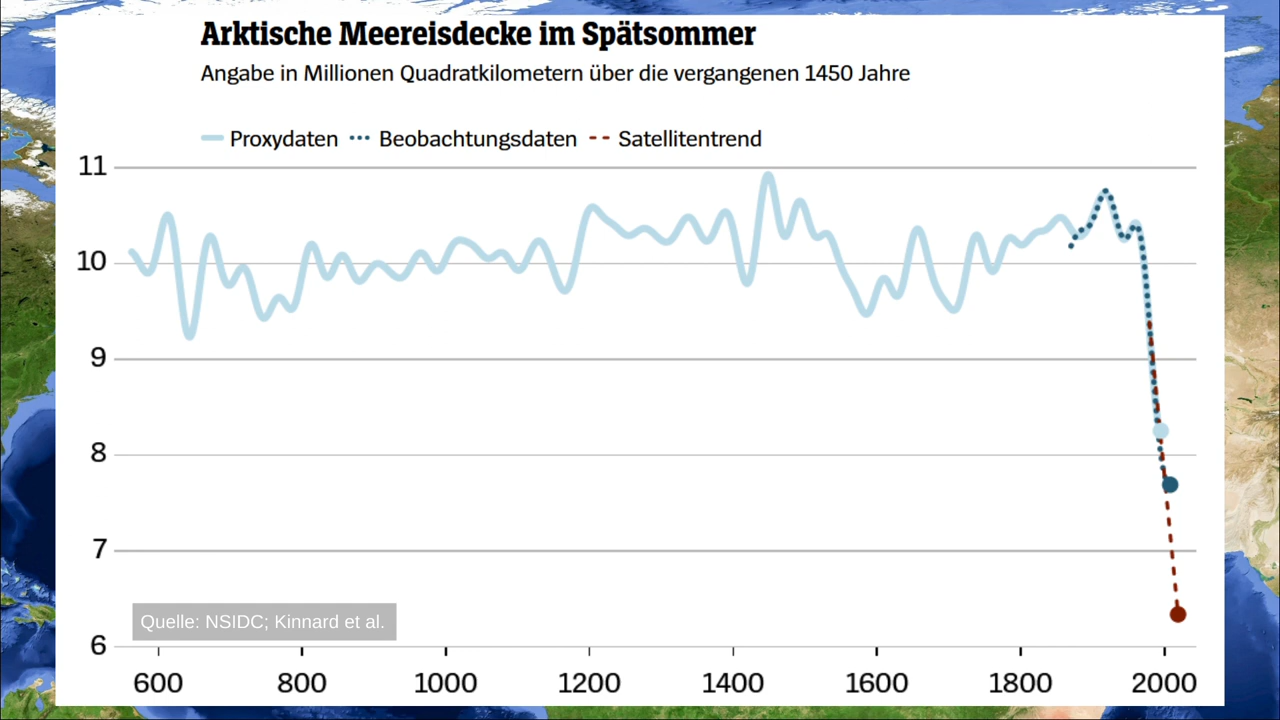 Arktische Meereisdecke im Spätsommer
Angabe in Millionen Quadratkilometern über die vergangenen 1450 Jahre
Proxydaten Beobachtungsdaten Satellitentrend
11
10
9
8
7
6
Quelle: NSIDC; Kinnard et al.
600 800 1000 1200 1400 1600 1800 2000